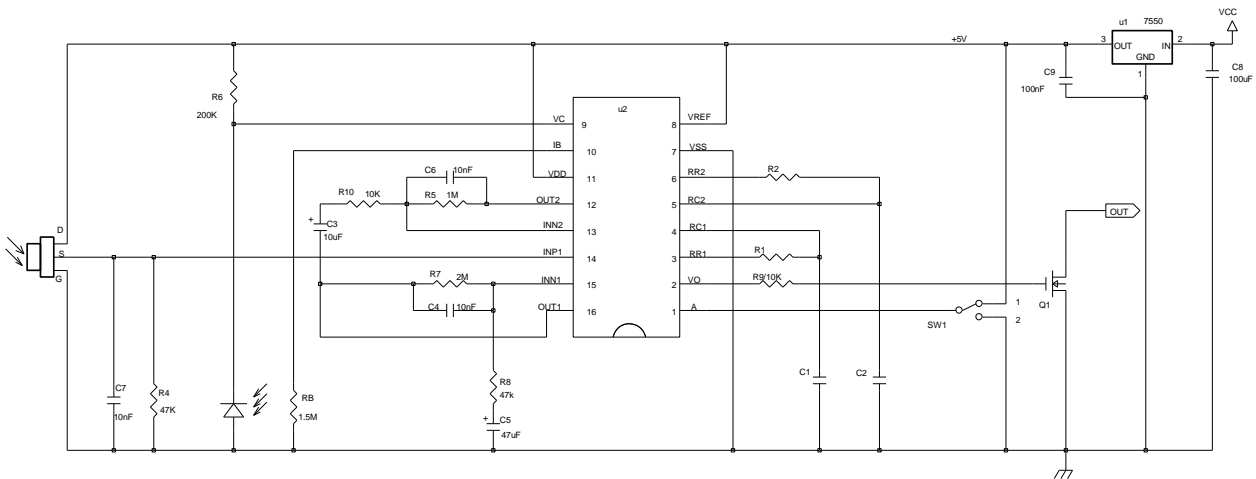 VCC
u1 7550
+5V
3 OUT IN 2
GND
1
C9
100nF
C8
100uF
R6
200K
u2
VC 9
8 VREF
IB 10
7 VSS
C6 10nF
VDD 11
6 RR2
R2
R10 10K
R5 1M
OUT2 12
5 RC2
OUT
C3
10uF
+
INN2 13
4 RC1
D
S
G
INP1 14
3 RR1
R1
R7 2M
INN1 15
2 VO
R9/10K
Q1
C4 10nF
OUT1 16
1 A
SW1
1
2
C7
10nF
R4
47K
RB
1.5M
R8
47k
+
C5
47uF
C1
C2